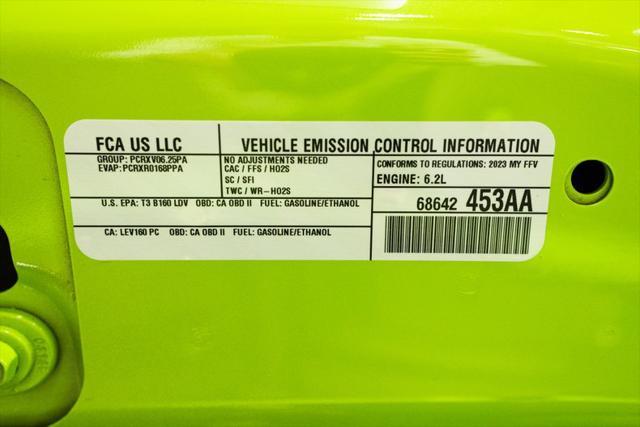 FCA US LLC
GROUP: PCRXV06.25PA
EVAP: PCRXR0168PPA
VEHICLE EMISSION CONTROL INFORMATION
NO ADJUSTMENTS NEEDED
CAC / FFS / HO2S
SC / SFI
TWC / WR-HO2S
CONFORMS TO REGULATIONS: 2023 MY FFV
ENGINE: 6.2L
U.S. EPA: T3 B160 LDV OBD: CA OBD II FUEL: GASOLINE/ETHANOL
68642 453AA
CA: LEV160 PC OBD: CA OBD II FUEL: GASOLINE/ETHANOL